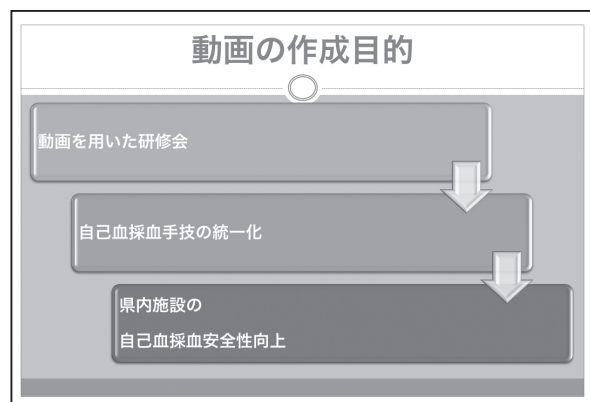 動画の作成目的
動画を用いた研修会
自己血採血手技の統一化
県内施設の
自己血採血安全性向上